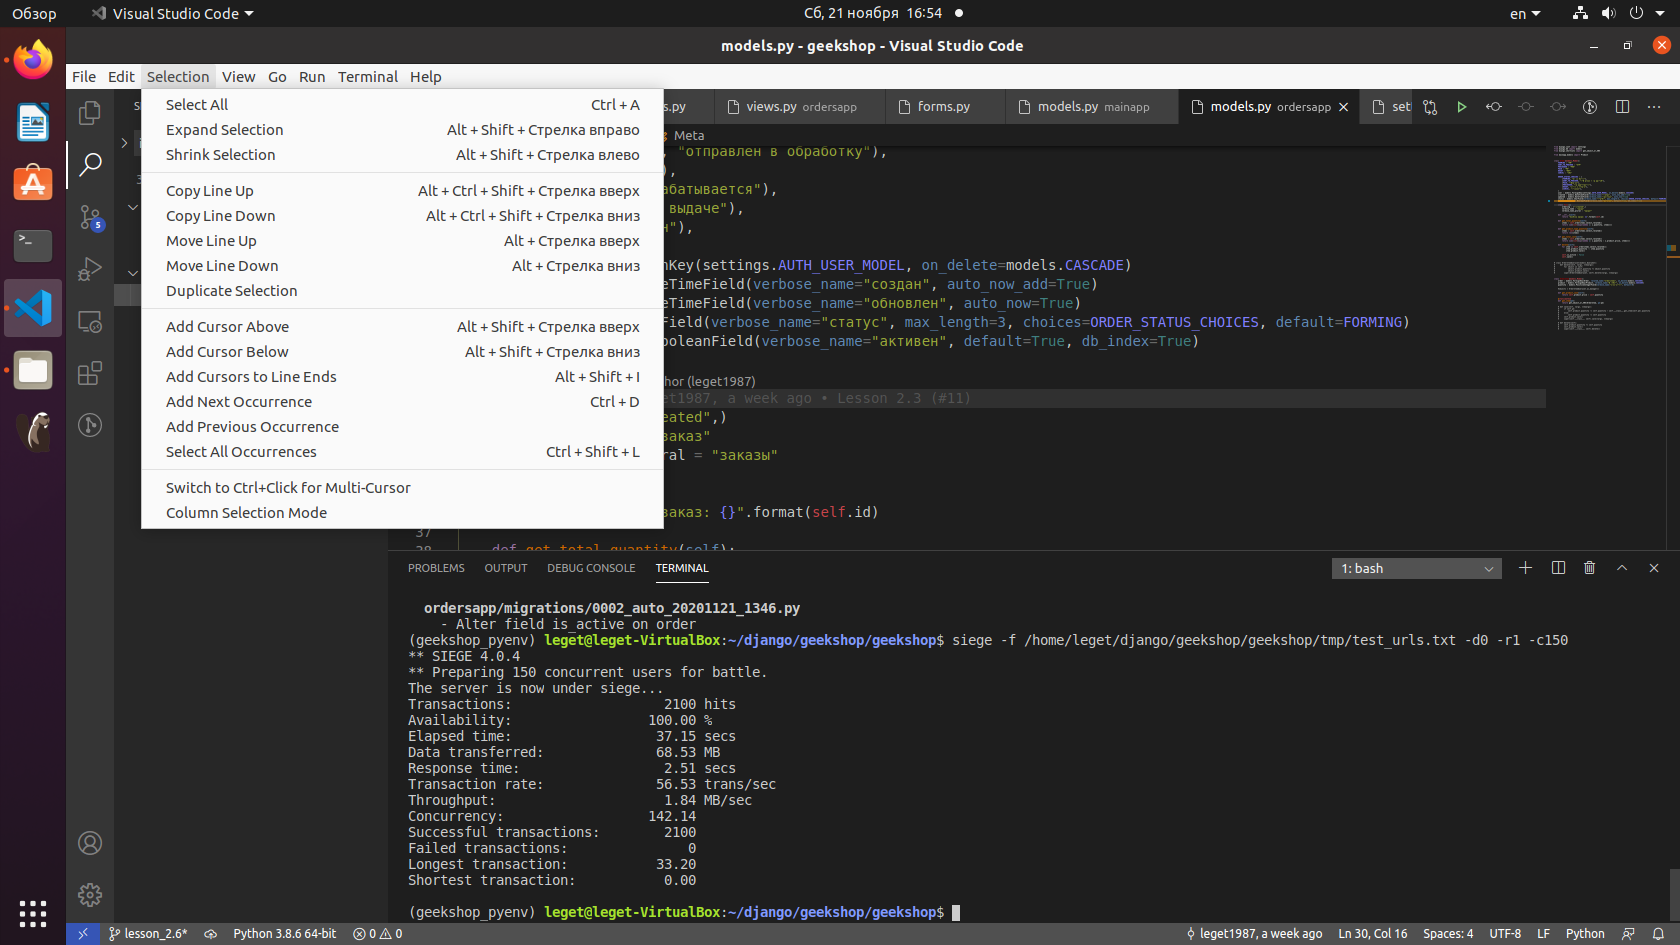 Обзор
Visual Studio Code
Сб, 21 ноября 16:54
en
models.py - geekshop - Visual Studio Code
File Edit Selection View Go Run Terminal Help
Select All Ctrl + A
Expand Selection Alt + Shift + Стрелка вправо
Shrink Selection Alt + Shift + Стрелка влево
Copy Line Up Alt + Ctrl + Shift + Стрелка вверх
Copy Line Down Alt + Ctrl + Shift + Стрелка вниз
Move Line Up Alt + Стрелка вверх
Move Line Down Alt + Стрелка вниз
Duplicate Selection
Add Cursor Above Alt + Shift + Стрелка вверх
Add Cursor Below Alt + Shift + Стрелка вниз
Add Cursors to Line Ends Alt + Shift + I
Add Next Occurrence Ctrl + D
Add Previous Occurrence
Select All Occurrences Ctrl + Shift + L
Switch to Ctrl+Click for Multi-Cursor
Column Selection Mode
5
s.py views.py ordersapp forms.py models.py mainapp models.py ordersapp set
Meta
, "отправлен в обработку"),
),
абатывается"),
выдаче"),
н"),
nKey(settings.AUTH_USER_MODEL, on_delete=models.CASCADE)
eTimeField(verbose_name="создан", auto_now_add=True)
eTimeField(verbose_name="обновлен", auto_now=True)
Field(verbose_name="статус", max_length=3, choices=ORDER_STATUS_CHOICES, default=FORMING)
ooleanField(verbose_name="активен", default=True, db_index=True)
hor (leget1987)
get1987, a week ago • Lesson 2.3 (#11)
eated",)
заказ"
ral = "заказы"
заказ: {}".format(self.id)
37
38 def get_total_quantity(self):
PROBLEMS OUTPUT DEBUG CONSOLE TERMINAL
1: bash
ordersapp/migrations/0002_auto_20201121_1346.py
- Alter field is_active on order
(geekshop_pyenv) leget@leget-VirtualBox:~/django/geekshop/geekshop$ siege -f /home/leget/django/geekshop/geekshop/tmp/test_urls.txt -d0 -r1 -c150
** SIEGE 4.0.4
** Preparing 150 concurrent users for battle.
The server is now under siege...
Transactions: 2100 hits
Availability: 100.00 %
Elapsed time: 37.15 secs
Data transferred: 68.53 MB
Response time: 2.51 secs
Transaction rate: 56.53 trans/sec
Throughput: 1.84 MB/sec
Concurrency: 142.14
Successful transactions: 2100
Failed transactions: 0
Longest transaction: 33.20
Shortest transaction: 0.00
(geekshop_pyenv) leget@leget-VirtualBox:~/django/geekshop/geekshop$
lesson_2.6* Python 3.8.6 64-bit 0 0
leget1987, a week ago Ln 30, Col 16 Spaces: 4 UTF-8 LF Python